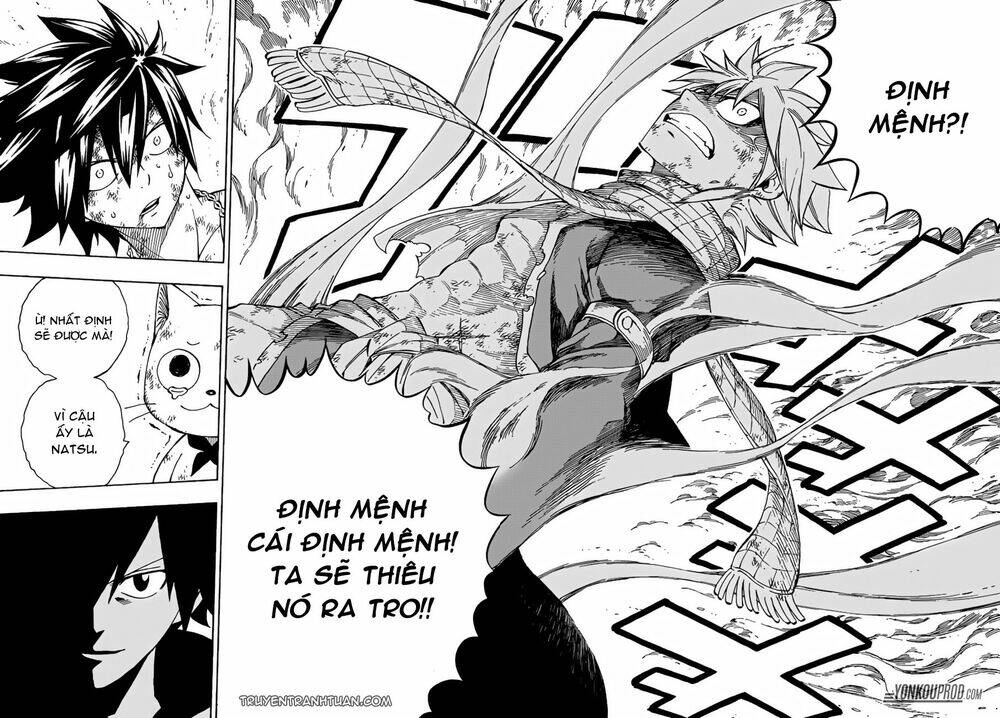 ĐỊNH
MỆNH?!
ĐỊNH MỆNH
CÁI ĐỊNH MỆNH!
TA SẼ THIÊU
NÓ RA TRO!!
Ừ! NHẤT ĐỊNH
SẼ ĐƯỢC MÀ!
VÌ CẬU
ẤY LÀ
NATSU.
TRUYENTRANHTUAN.COM
YONKOUPROD.COM